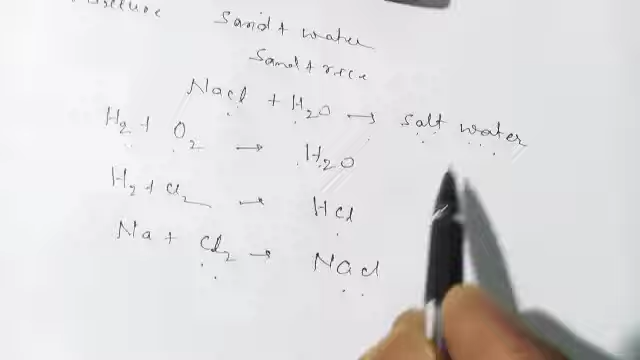 Sand + water
Sand + rice
NaCl + H2O → Salt water
H2 + O2 → H2O
H2 + Cl2 → HCl
Na + Cl2 → NaCl